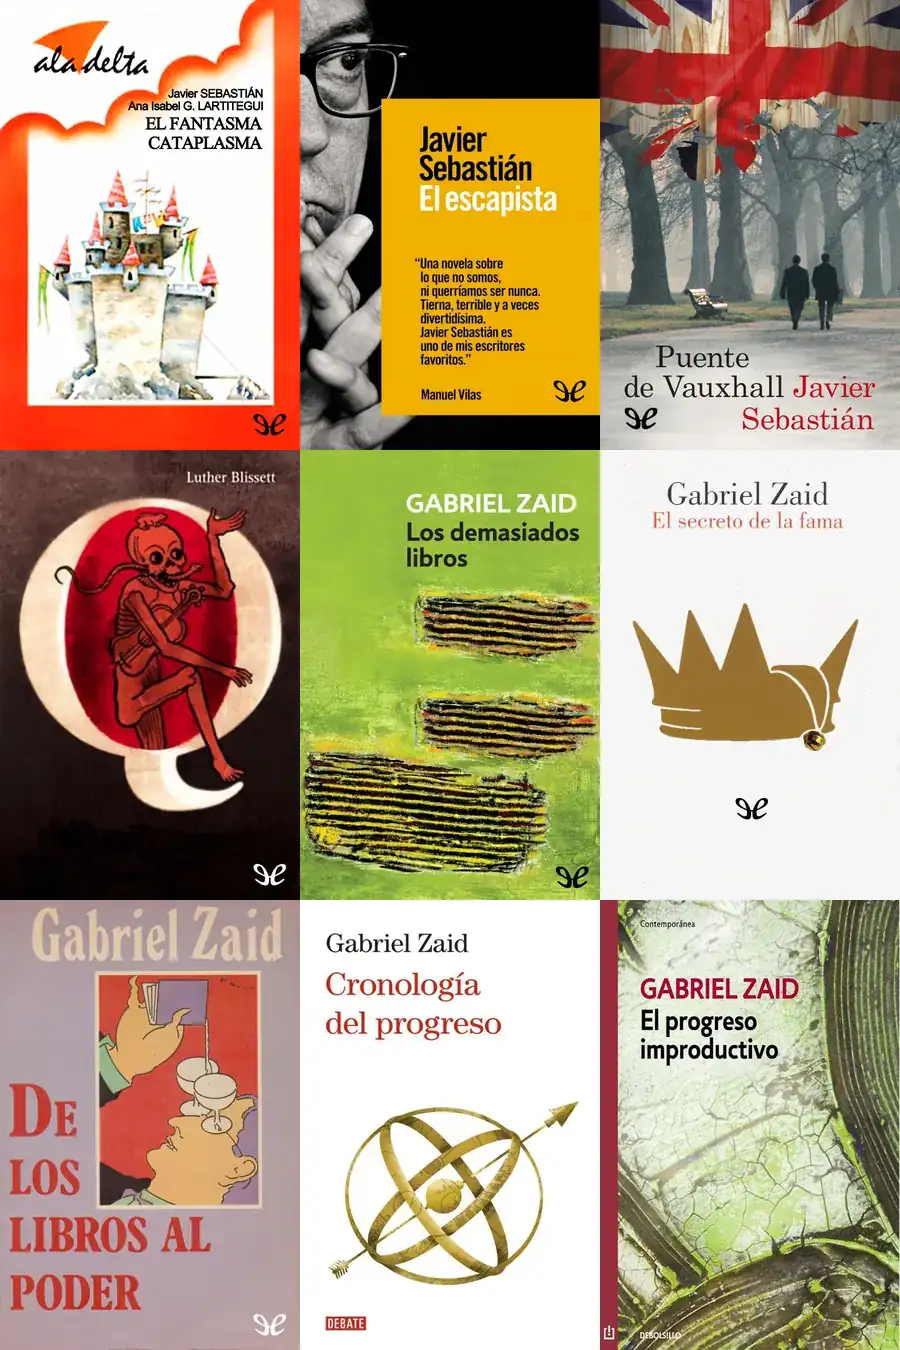 ala delta
Javier SEBASTIÁN
Ana Isabel G. LARTITEGUI
EL FANTASMA
CATAPLASMA
Javier
Sebastián
El escapista
“Una novela sobre
lo que no somos,
ni querríamos ser nunca.
Tierna, terrible y a veces
divertidísima.
Javier Sebastián es
uno de mis escritores
favoritos.”
Manuel Vilas
Puente
de Vauxhall Javier
Sebastián
Luther Blissett
Q
GABRIEL ZAID
Los demasiados
libros
Gabriel Zaid
El secreto de la fama
Gabriel Zaid
DE
LOS
LIBROS AL
PODER
Gabriel Zaid
Cronología
del progreso
DEBATE
Contemporánea
GABRIEL ZAID
El progreso
improductivo
DEBOLS!LLO